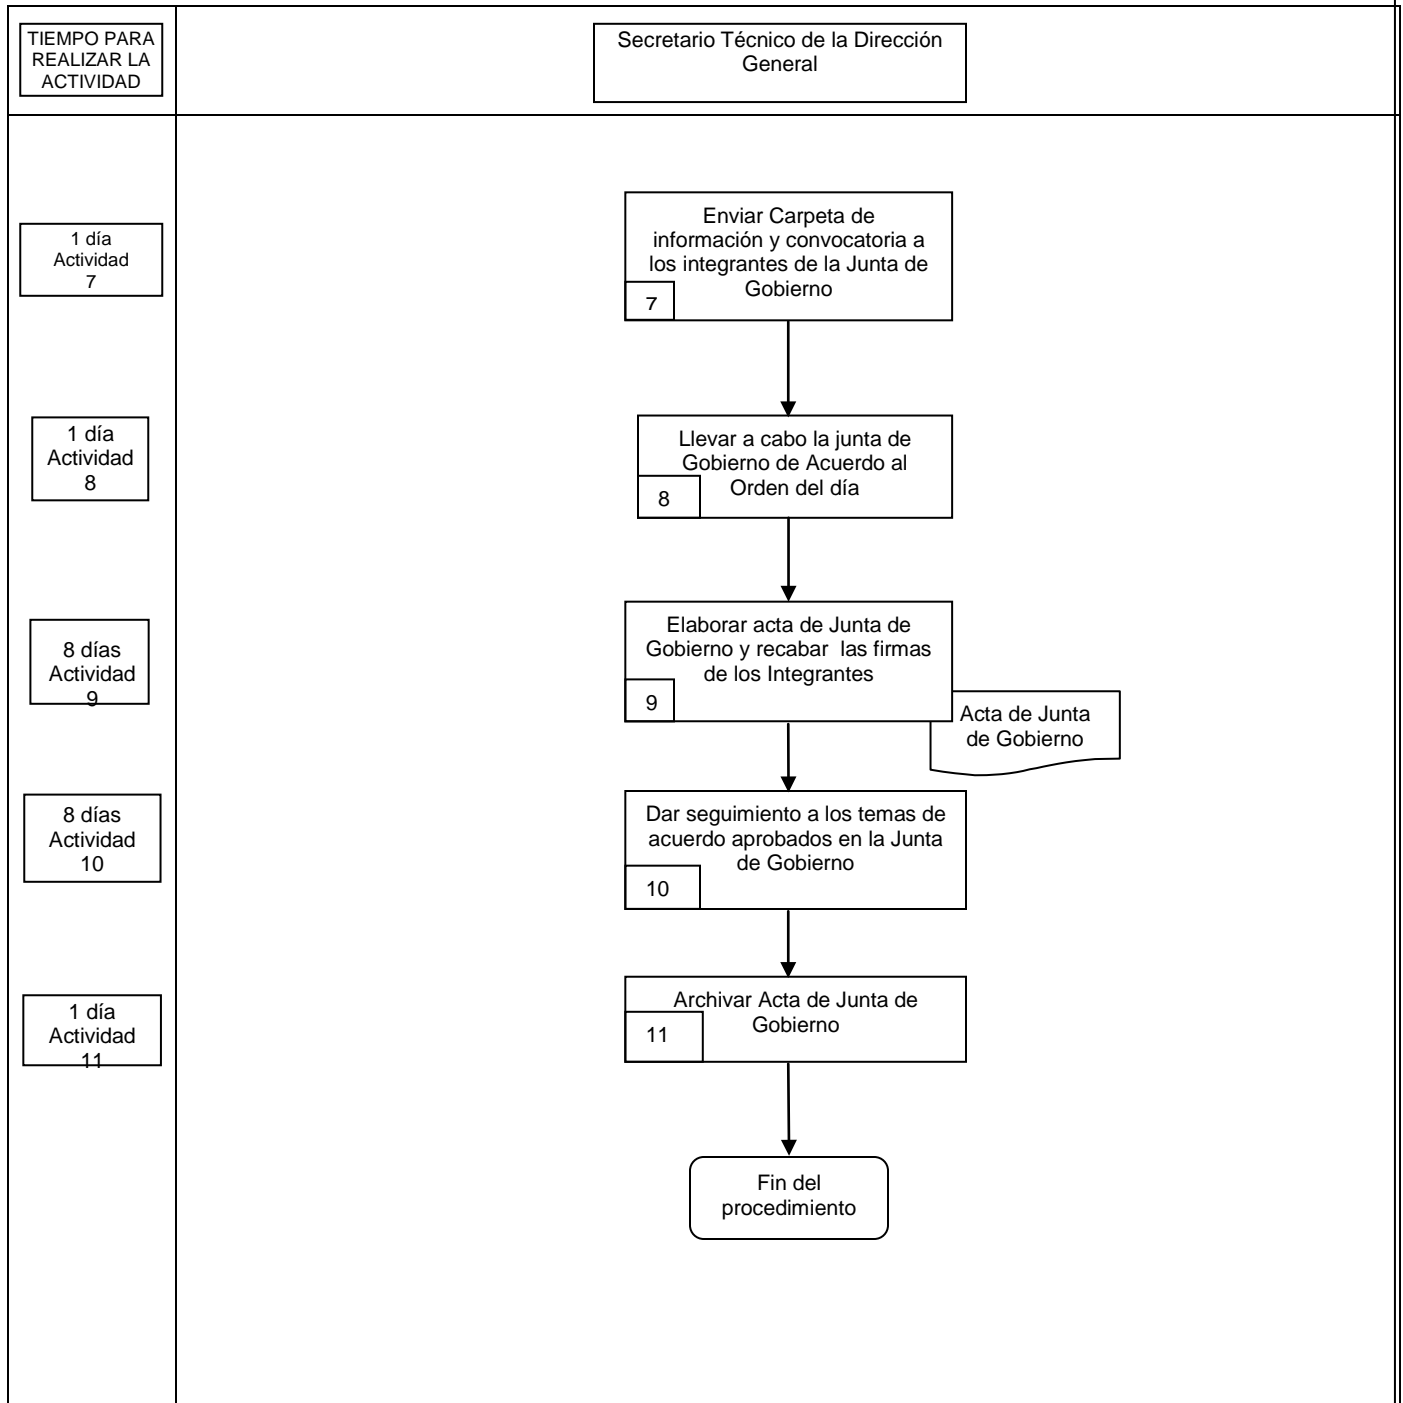 TIEMPO PARA
REALIZAR LA
ACTIVIDAD
Secretario Técnico de la Dirección
General
1 día
Actividad
7
Enviar Carpeta de
información y convocatoria a
los integrantes de la Junta de
Gobierno
7
1 día
Actividad
8
Llevar a cabo la junta de
Gobierno de Acuerdo al
Orden del día
8
8 días
Actividad
9
Elaborar acta de Junta de
Gobierno y recabar las firmas
de los Integrantes
9
Acta de Junta
de Gobierno
8 días
Actividad
10
Dar seguimiento a los temas de
acuerdo aprobados en la Junta
de Gobierno
10
1 día
Actividad
11
Archivar Acta de Junta de
Gobierno
11
Fin del
procedimiento